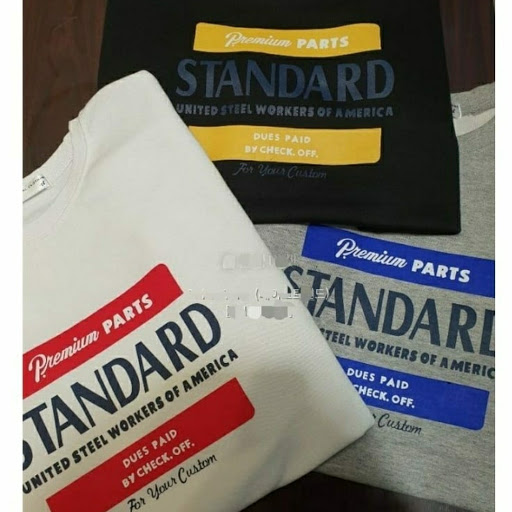 Premium PARTS
STANDARD
UNITED STEEL WORKERS OF AMERICA
DUES PAID
BY CHECK, OFF.
For Your Custom
Premium PARTS
STANDARD
STEEL WORKERS OF AMERIC
DUES PAID
CHECK, OFF.
Custom
Premium PARTS
STANDARD
UNITED STEEL WORKERS OF AMERICA
DUES PAID
BY CHECK, OFF.
For Your Custom